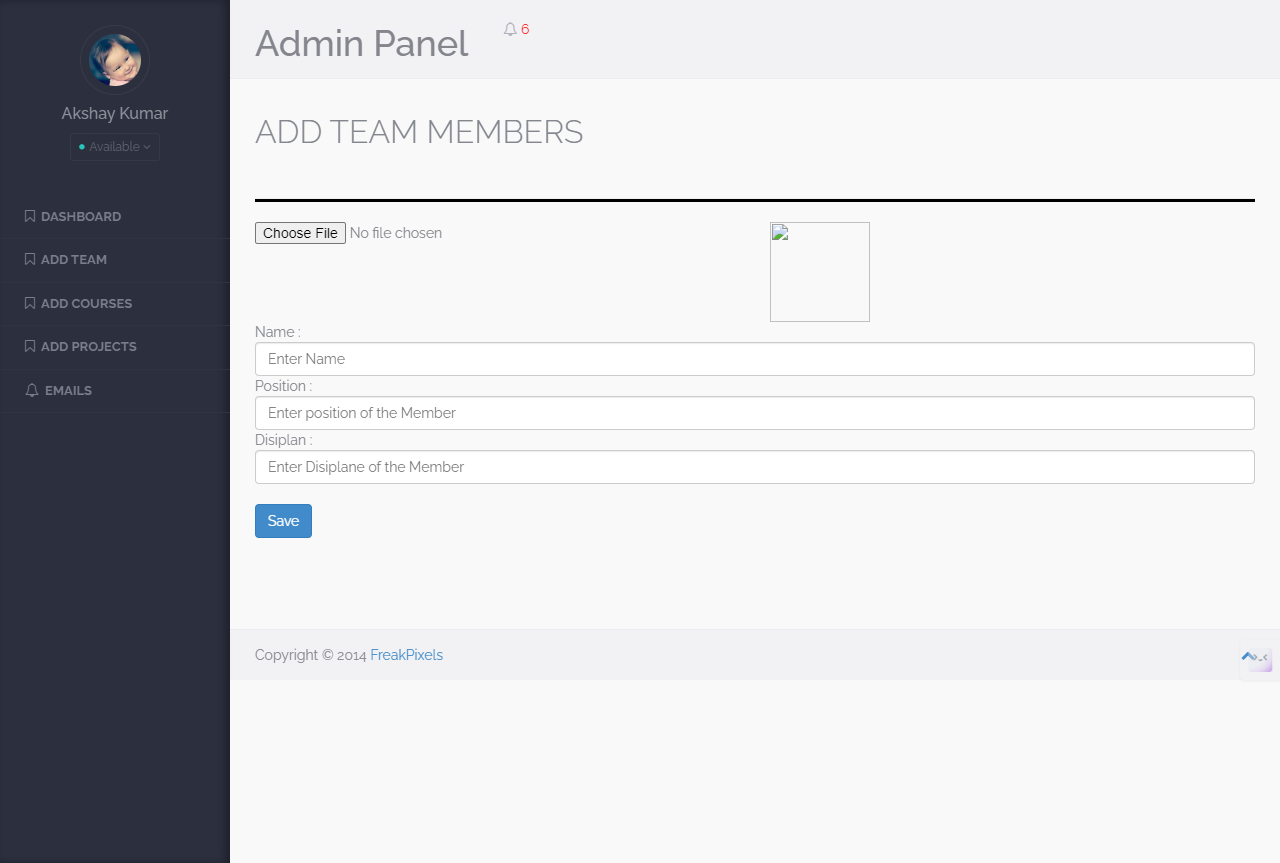 Akshay Kumar
Available
DASHBOARD
ADD TEAM
ADD COURSES
ADD PROJECTS
EMAILS
Admin Panel
6
ADD TEAM MEMBERS
Choose File No file chosen
Name :
Enter Name
Position :
Enter position of the Member
Disiplan :
Enter Disiplane of the Member
Save
Copyright © 2014 FreakPixels